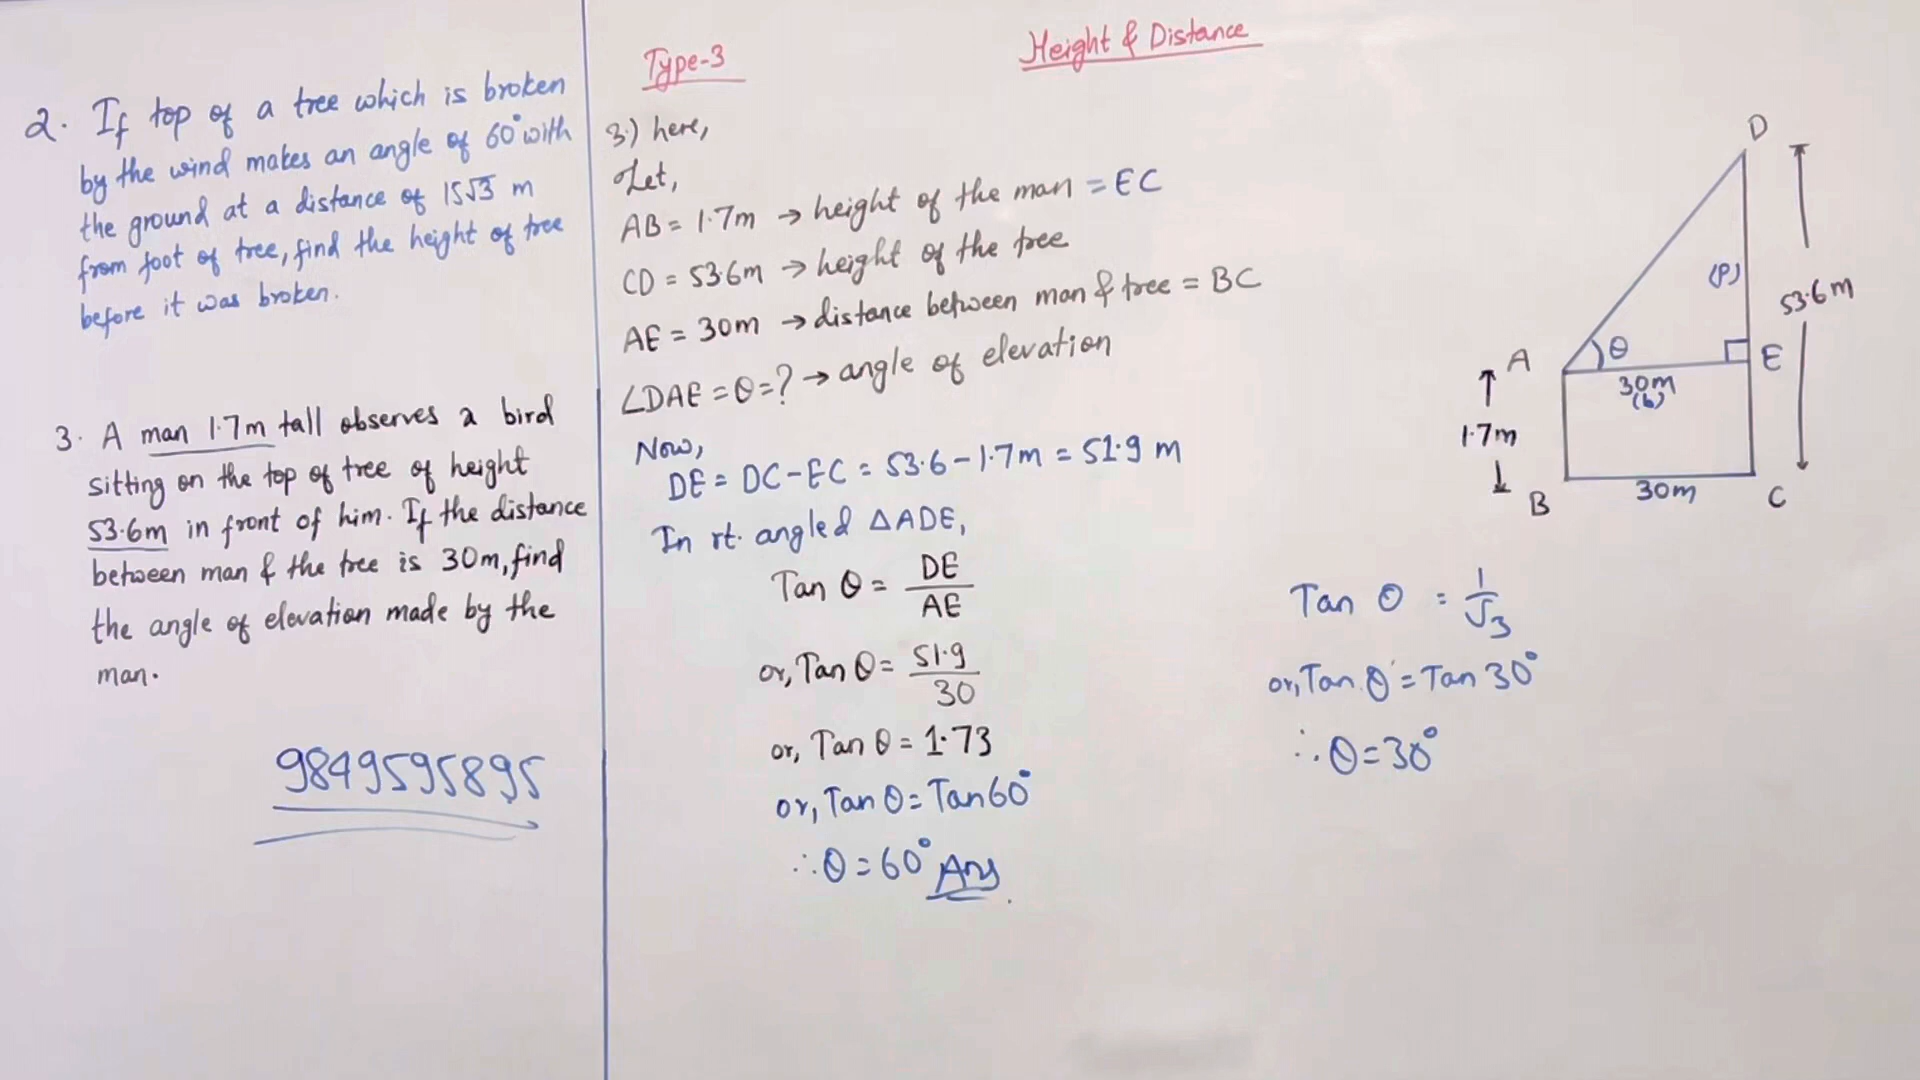 2. If top of a tree which is broken
by the wind makes an angle of 60° with
the ground at a distance of 15√3 m
from foot of tree, find the height of tree
before it was broken.
3. A man 1.7m tall observes a bird
sitting on the top of tree of height
53.6m in front of him. If the distance
between man & the tree is 30m, find
the angle of elevation made by the
man.
9849595895
Type-3
Height & Distance
3.) here,
Let,
AB = 1.7m → height of the man = EC
CD = 53.6m → height of the tree
AE = 30m → distance between man & tree = BC
∠DAE = θ = ? → angle of elevation
Now,
DE = DC - EC = 53.6 - 1.7m = 51.9 m
In rt. angled △ADE,
Tan θ = DE/AE
or, Tan θ = 51.9/30
or, Tan θ = 1.73
or, Tan θ = Tan 60°
∴ θ = 60° Ans
D
(P)
53.6m
A
θ
E
30m
(b)
1.7m
B
30m
C
Tan θ = 1/√3
or, Tan θ = Tan 30°
∴ θ = 30°